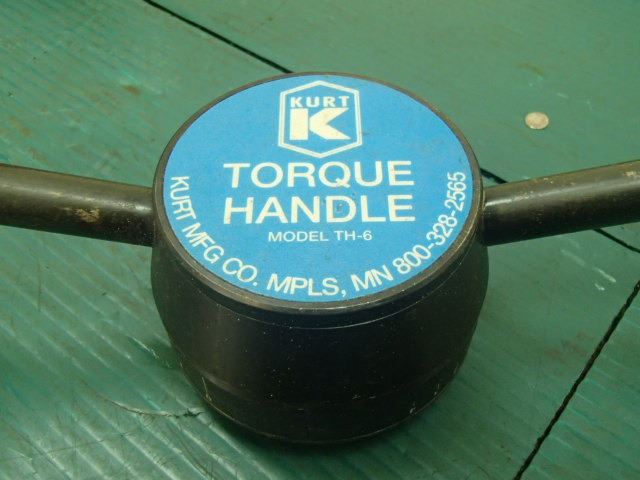 KURT
K
TORQUE
HANDLE
MODEL TH-6
KURT MFG CO. MPLS, MN 800-328-2565